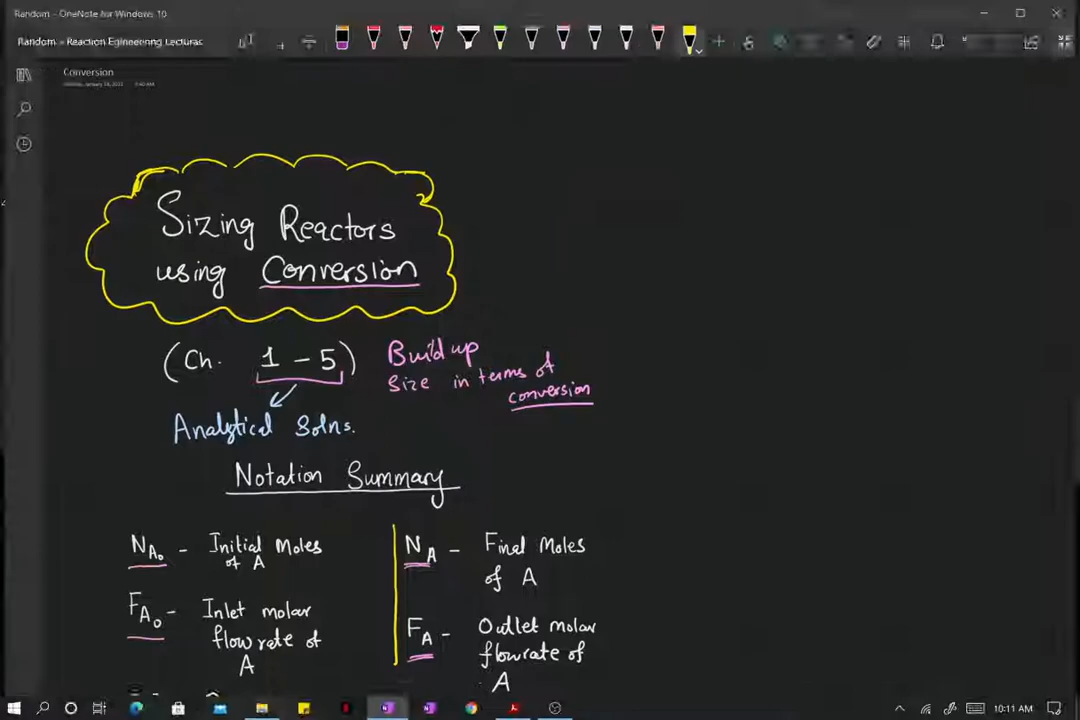 Random – OneNote for Windows 10
Random » Reaction Egineering Lecturas
Conversion
Sizing Reactors
using Conversion
(Ch. 1 – 5)
Build up
Size in terms of
conversion
Analytical Solns.
Notation Summary
NA₀ – Initial Moles
of A
NA – Final Moles
of A
FA₀ – Inlet molar
flow rate of
A
FA – Outlet molar
flowrate of
A
10:11 AM